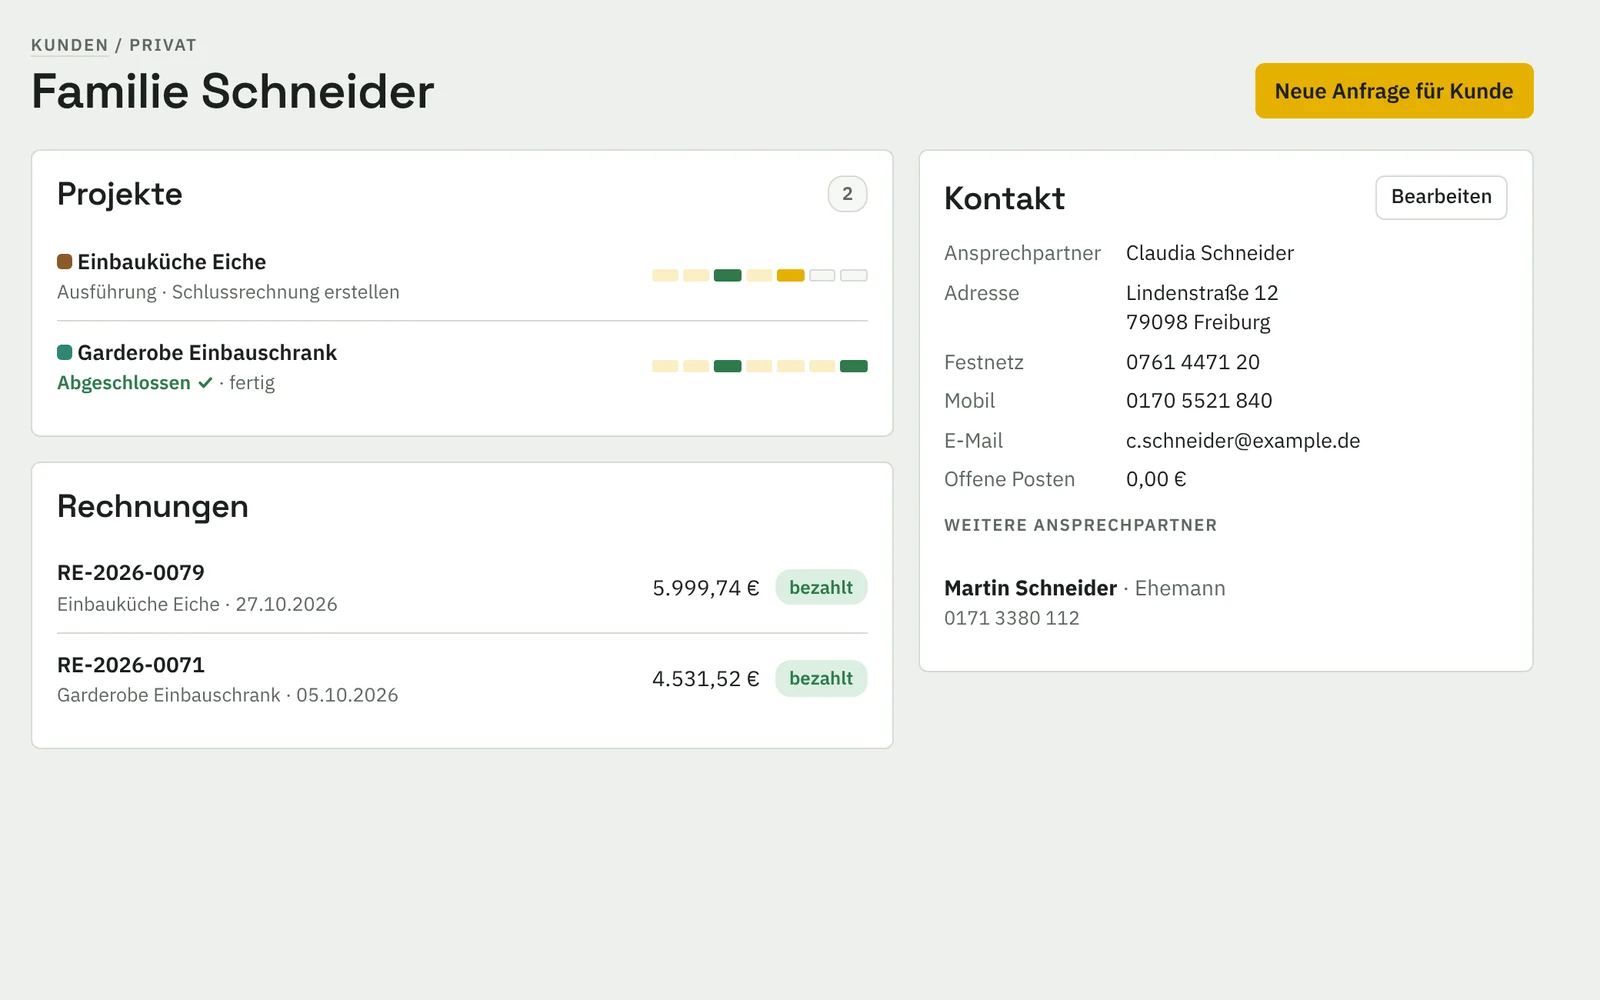 KUNDEN / PRIVAT
Familie Schneider
Neue Anfrage für Kunde
Projekte
2
Einbauküche Eiche
Ausführung · Schlussrechnung erstellen
Garderobe Einbauschrank
Abgeschlossen ✓ · fertig
Rechnungen
RE-2026-0079
Einbauküche Eiche · 27.10.2026
5.999,74 € bezahlt
RE-2026-0071
Garderobe Einbauschrank · 05.10.2026
4.531,52 € bezahlt
Kontakt
Bearbeiten
Ansprechpartner Claudia Schneider
Adresse Lindenstraße 12
79098 Freiburg
Festnetz 0761 4471 20
Mobil 0170 5521 840
E-Mail c.schneider@example.de
Offene Posten 0,00 €
WEITERE ANSPRECHPARTNER
Martin Schneider · Ehemann
0171 3380 112